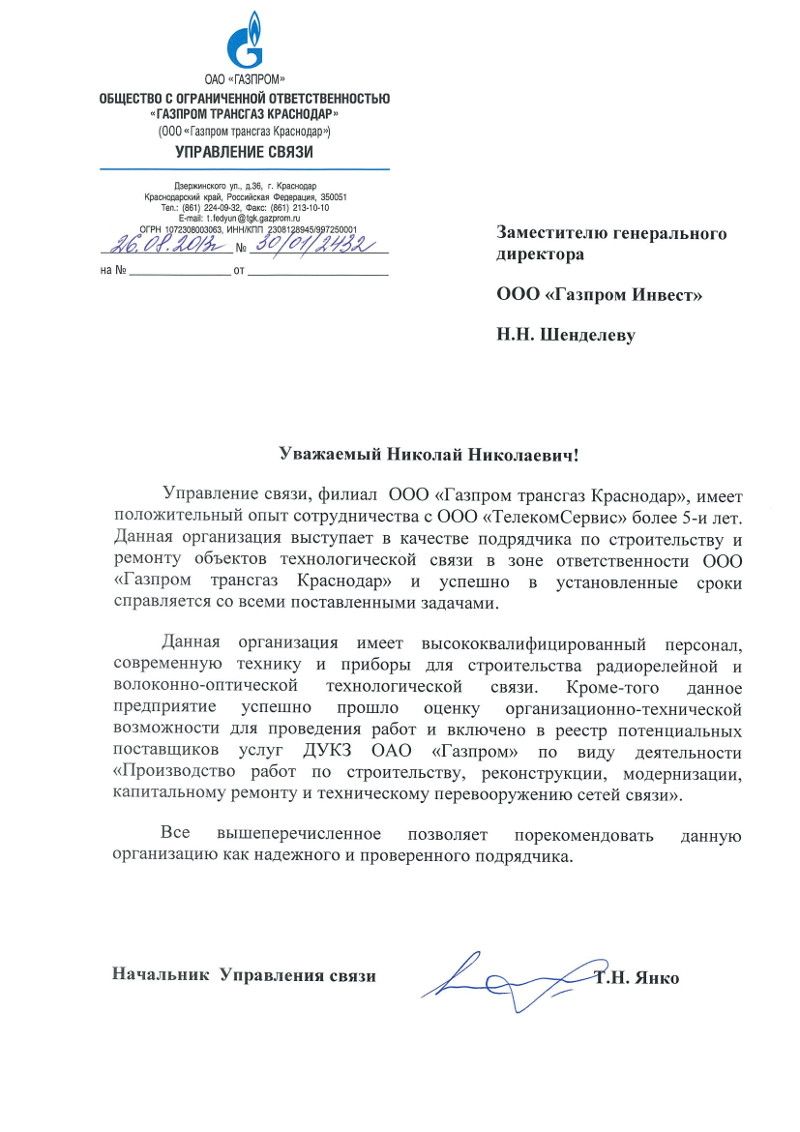 ОАО «ГАЗПРОМ»
ОБЩЕСТВО С ОГРАНИЧЕННОЙ ОТВЕТСТВЕННОСТЬЮ
«ГАЗПРОМ ТРАНСГАЗ КРАСНОДАР»
(ООО «Газпром трансгаз Краснодар»)
УПРАВЛЕНИЕ СВЯЗИ
Дзержинского ул., д.36, г. Краснодар
Краснодарский край, Российская Федерация, 350051
Тел.: (861) 224-09-32, Факс: (861) 213-10-10
E-mail: t.fedyun@tgk.gazprom.ru
ОГРН 1072308003063, ИНН/КПП 2308128945/997250001
26.08.2013г № 30/01/2432
на № от
Заместителю генерального
директора
ООО «Газпром Инвест»
Н.Н. Шенделеву
Уважаемый Николай Николаевич!
Управление связи, филиал ООО «Газпром трансгаз Краснодар», имеет
положительный опыт сотрудничества с ООО «ТелекомСервис» более 5-и лет.
Данная организация выступает в качестве подрядчика по строительству и
ремонту объектов технологической связи в зоне ответственности ООО
«Газпром трансгаз Краснодар» и успешно в установленные сроки
справляется со всеми поставленными задачами.
Данная организация имеет высококвалифицированный персонал,
современную технику и приборы для строительства радиорелейной и
волоконно-оптической технологической связи. Кроме-того данное
предприятие успешно прошло оценку организационно-технической
возможности для проведения работ и включено в реестр потенциальных
поставщиков услуг ДУКЗ ОАО «Газпром» по виду деятельности
«Производство работ по строительству, реконструкции, модернизации,
капитальному ремонту и техническому перевооружению сетей связи».
Все вышеперечисленное позволяет порекомендовать данную
организацию как надежного и проверенного подрядчика.
Начальник Управления связи Т.Н. Янко